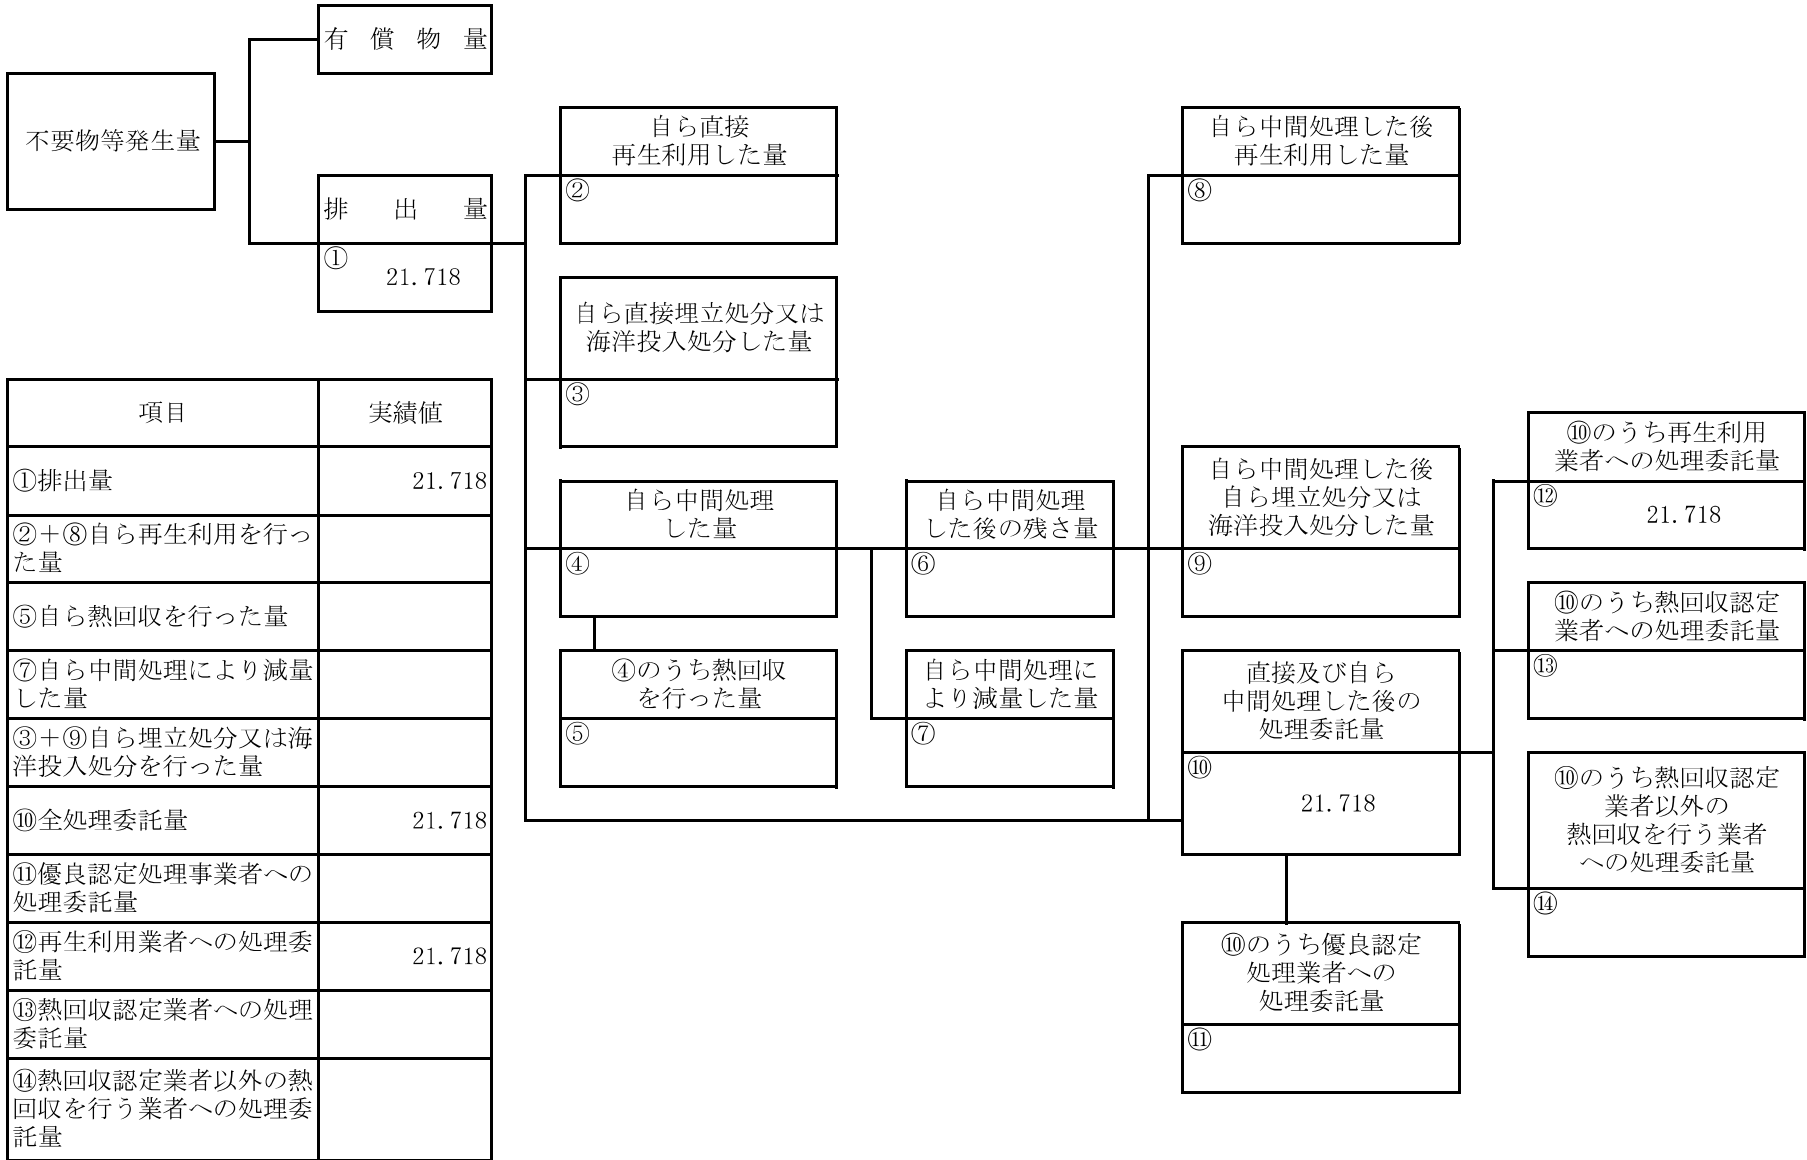 有償物量
不要物等発生量
排出量
①
21.718
自ら直接
再生利用した量
②
自ら直接埋立処分又は
海洋投入処分した量
③
自ら中間処理
した量
④
④のうち熱回収
を行った量
⑤
自ら中間処理
した後の残さ量
⑥
自ら中間処理に
より減量した量
⑦
自ら中間処理した後
再生利用した量
⑧
自ら中間処理した後
自ら埋立処分又は
海洋投入処分した量
⑨
直接及び自ら
中間処理した後の
処理委託量
⑩
21.718
⑩のうち優良認定
処理業者への
処理委託量
⑪
⑩のうち再生利用
業者への処理委託量
⑫
21.718
⑩のうち熱回収認定
業者への処理委託量
⑬
⑩のうち熱回収認定
業者以外の
熱回収を行う業者
への処理委託量
⑭
項目 実績値
①排出量 21.718
②＋⑧自ら再生利用を行っ
た量
⑤自ら熱回収を行った量
⑦自ら中間処理により減量
した量
③＋⑨自ら埋立処分又は海
洋投入処分を行った量
⑩全処理委託量 21.718
⑪優良認定処理事業者への
処理委託量
⑫再生利用業者への処理委
託量 21.718
⑬熱回収認定業者への処理
委託量
⑭熱回収認定業者以外の熱
回収を行う業者への処理委
託量